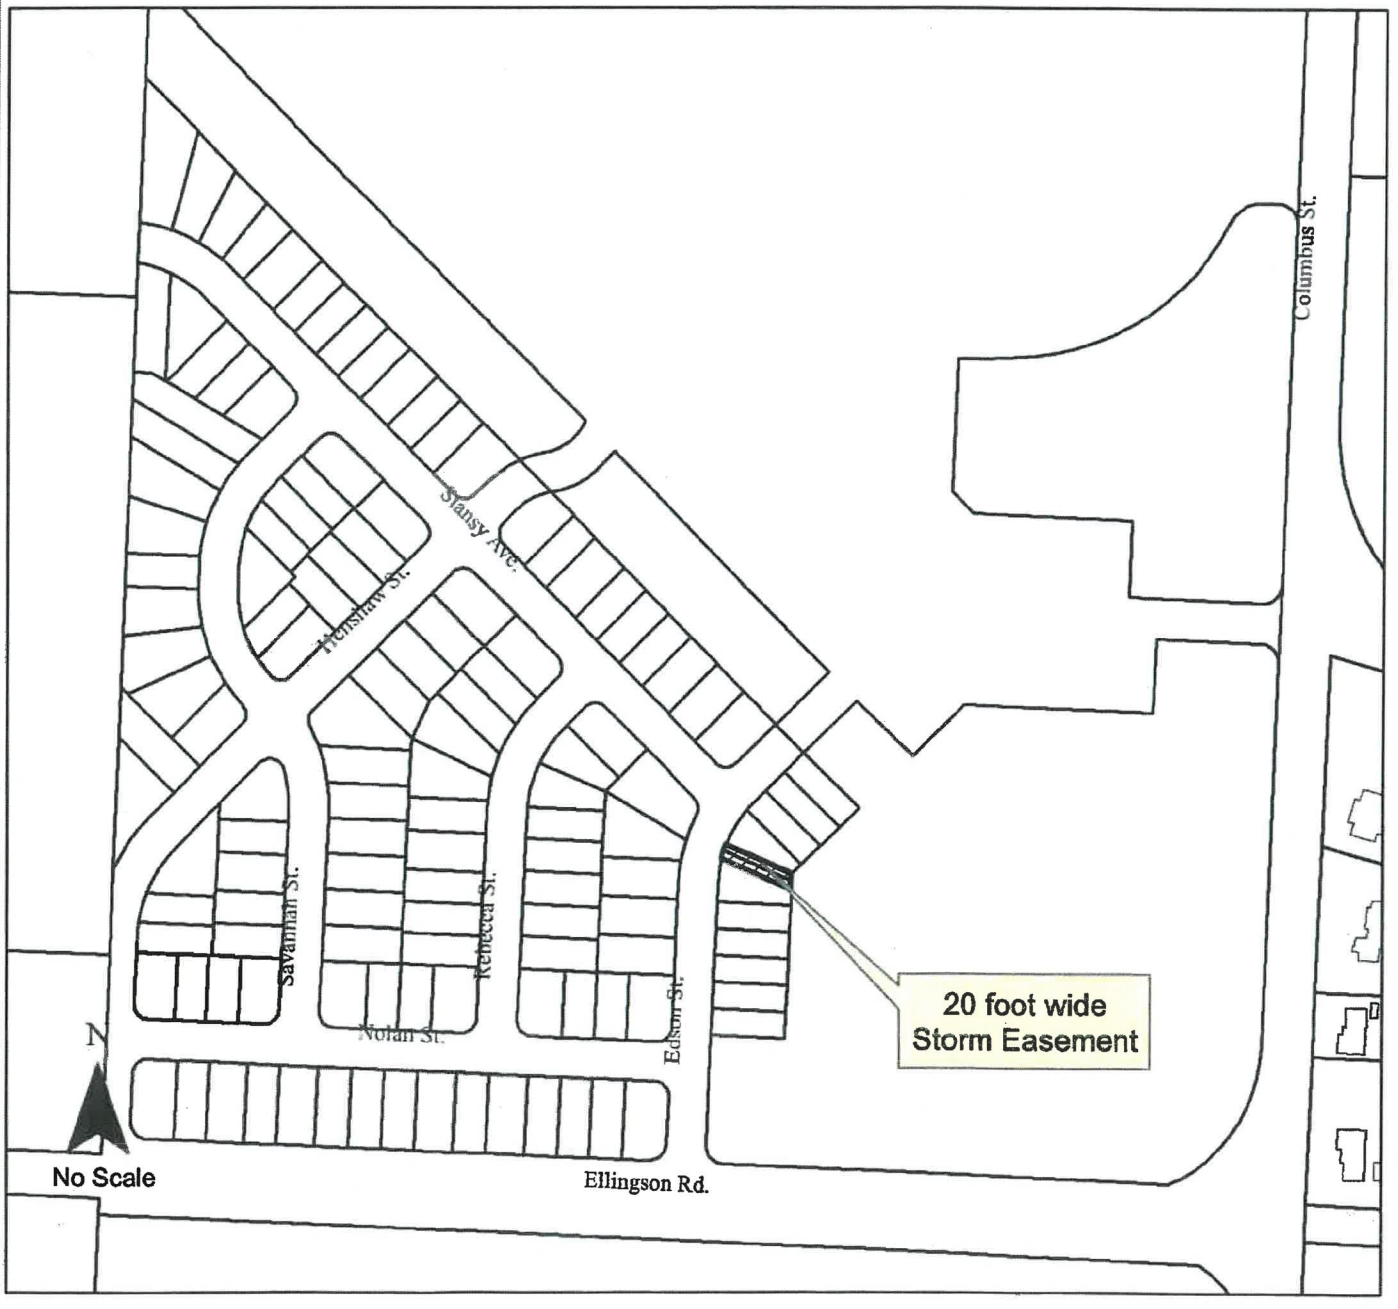 Columbus St.
Slansy Ave.
Henshaw St.
Savannah St.
Rebecca St.
Edson St.
20 foot wide
Storm Easement
Nolan St.
N
No Scale
Ellingson Rd.